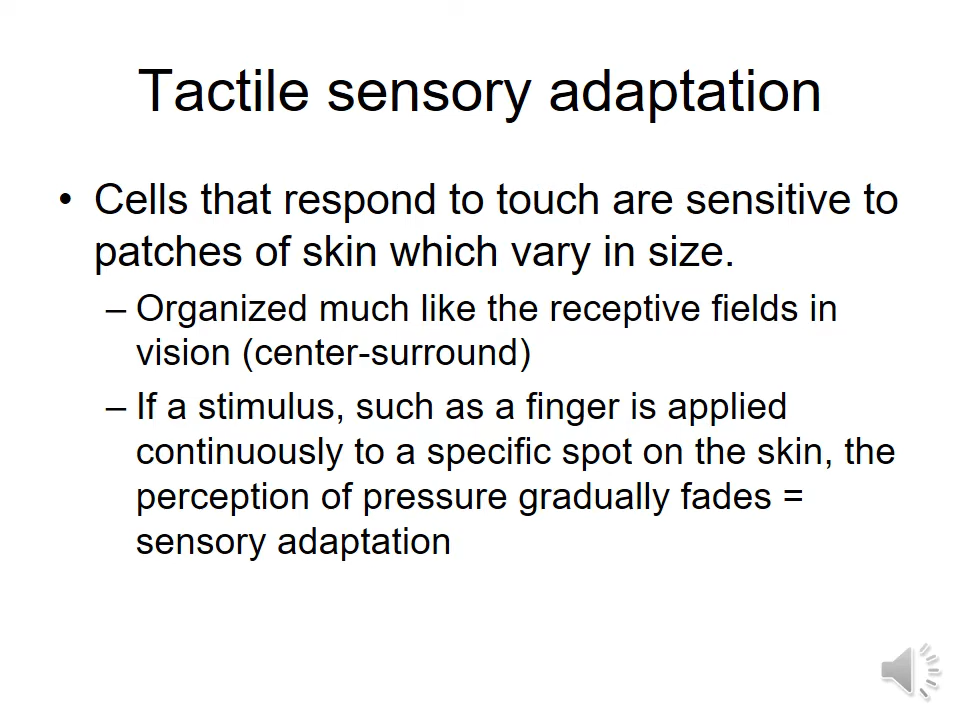 Tactile sensory adaptation
• Cells that respond to touch are sensitive to
patches of skin which vary in size.
– Organized much like the receptive fields in
vision (center-surround)
– If a stimulus, such as a finger is applied
continuously to a specific spot on the skin, the
perception of pressure gradually fades =
sensory adaptation